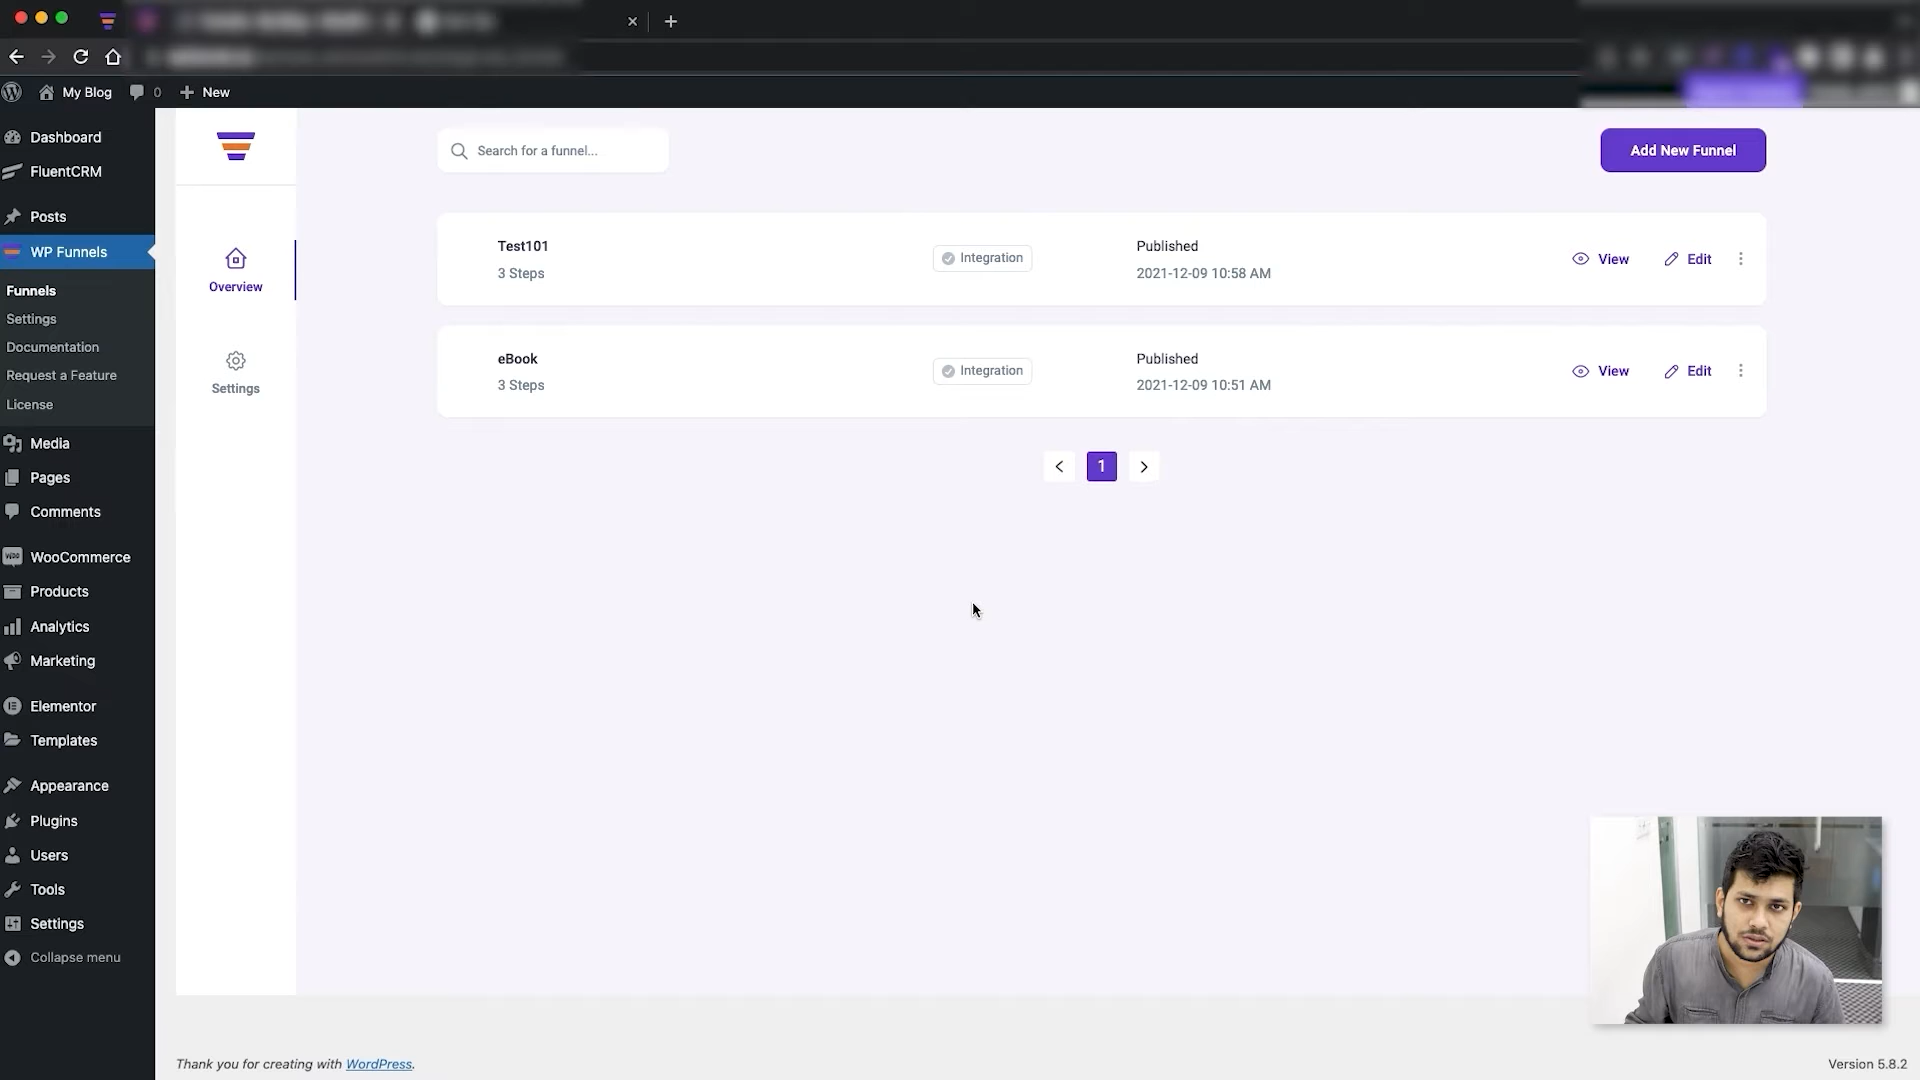 My Blog
0
New
Dashboard
FluentCRM
Posts
WP Funnels
Funnels
Settings
Documentation
Request a Feature
License
Media
Pages
Comments
WooCommerce
Products
Analytics
Marketing
Elementor
Templates
Appearance
Plugins
Users
Tools
Settings
Collapse menu
Overview
Settings
Search for a funnel...
Add New Funnel
Test101
3 Steps
Integration
Published
2021-12-09 10:58 AM
View
Edit
eBook
3 Steps
Integration
Published
2021-12-09 10:51 AM
View
Edit
1
Thank you for creating with WordPress.
Version 5.8.2